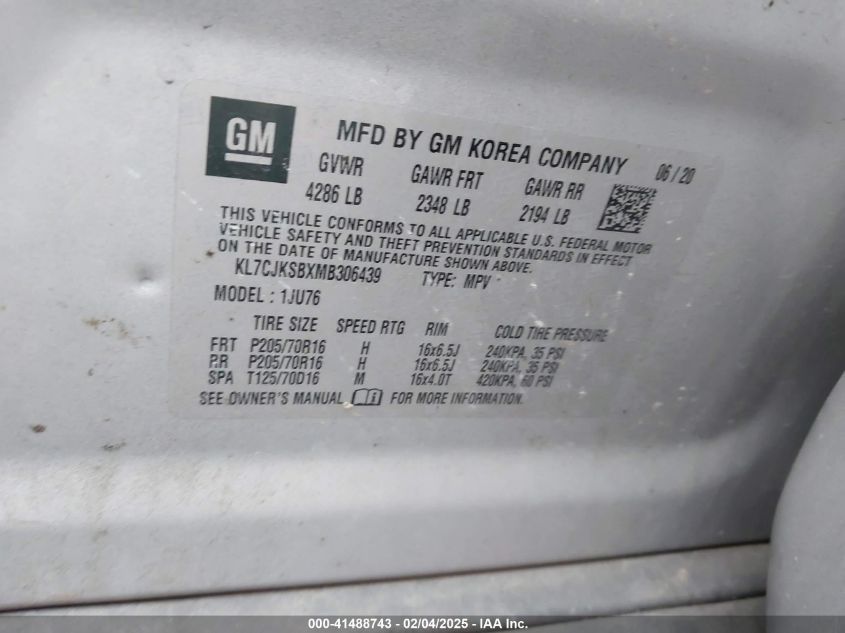 GM MFD BY GM KOREA COMPANY 06/20
GVWR GAWR FRT GAWR RR
4286 LB 2348 LB 2194 LB
THIS VEHICLE CONFORMS TO ALL APPLICABLE U.S. FEDERAL MOTOR
VEHICLE SAFETY AND THEFT PREVENTION STANDARDS IN EFFECT
ON THE DATE OF MANUFACTURE SHOWN ABOVE.
KL7CJKSBXMB306439 TYPE: MPV
MODEL: 1JU76
TIRE SIZE SPEED RTG RIM COLD TIRE PRESSURE
FRT P205/70R16 H 16x6.5J 240KPA, 35 PSI
RR P205/70R16 H 16x6.5J 240KPA, 35 PSI
SPA T125/70D16 M 16x4.0T 420KPA, 60 PSI
SEE OWNER'S MANUAL FOR MORE INFORMATION.
000-41488743 - 02/04/2025 - IAA Inc.